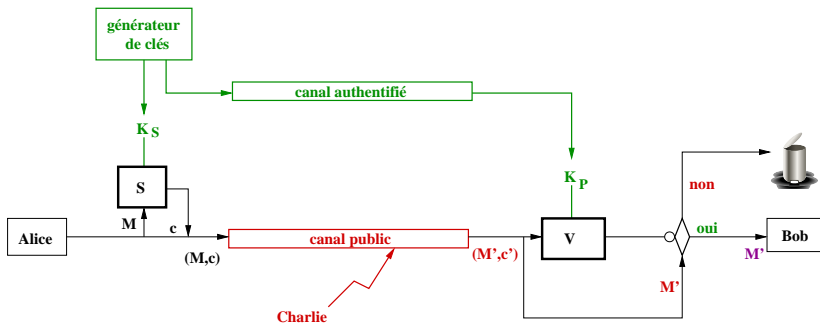 générateur
de clés
canal authentifié
K S
K P
S
non
M
c
Alice
canal public
V
oui
Bob
(M,c)
(M',c')
M'
M'
Charlie